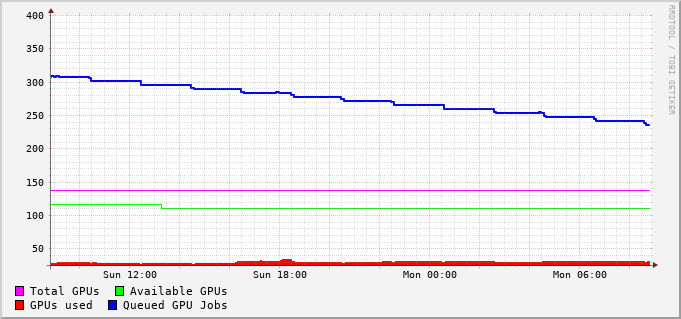 400
350
300
250
200
150
100
50
Sun 12:00 Sun 18:00 Mon 00:00 Mon 06:00
Total GPUs Available GPUs
GPUs used Queued GPU Jobs
RRDTOOL / TOBI OETIKER